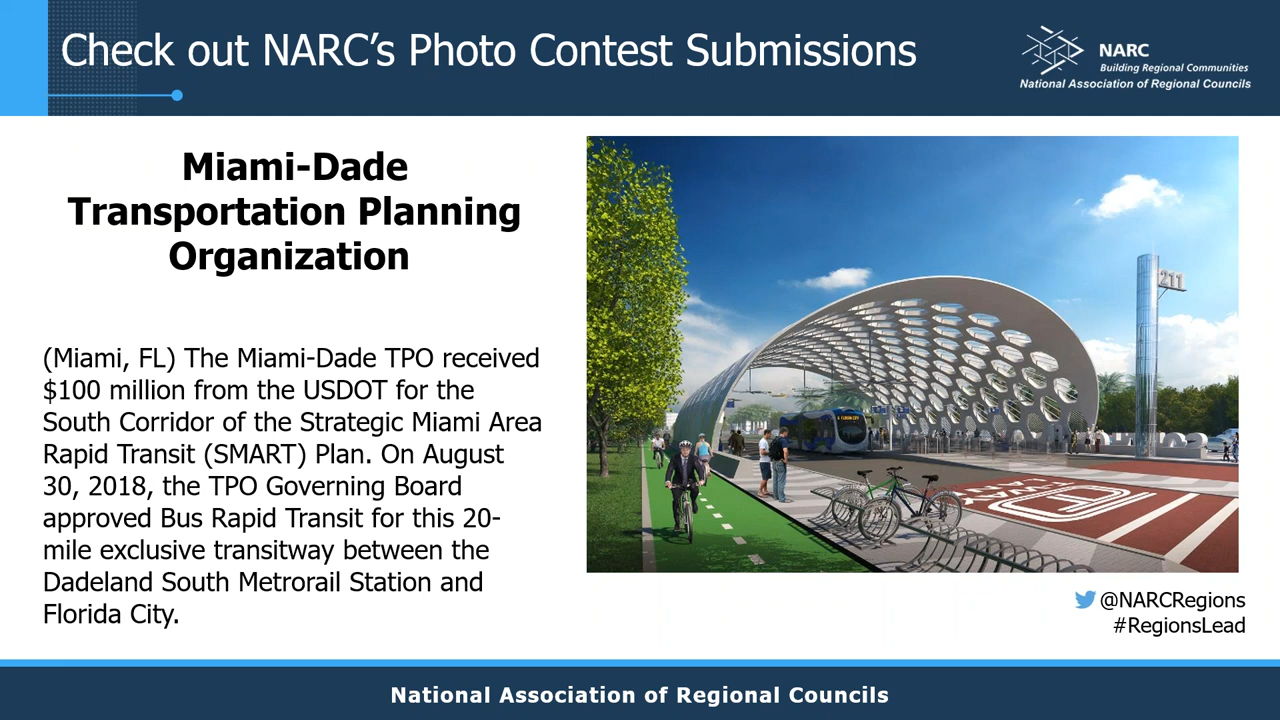 Check out NARC’s Photo Contest Submissions
NARC
Building Regional Communities
National Association of Regional Councils
Miami-Dade
Transportation Planning
Organization
(Miami, FL) The Miami-Dade TPO received
$100 million from the USDOT for the
South Corridor of the Strategic Miami Area
Rapid Transit (SMART) Plan. On August
30, 2018, the TPO Governing Board
approved Bus Rapid Transit for this 20-
mile exclusive transitway between the
Dadeland South Metrorail Station and
Florida City.
211
@NARCRegions
#RegionsLead
National Association of Regional Councils